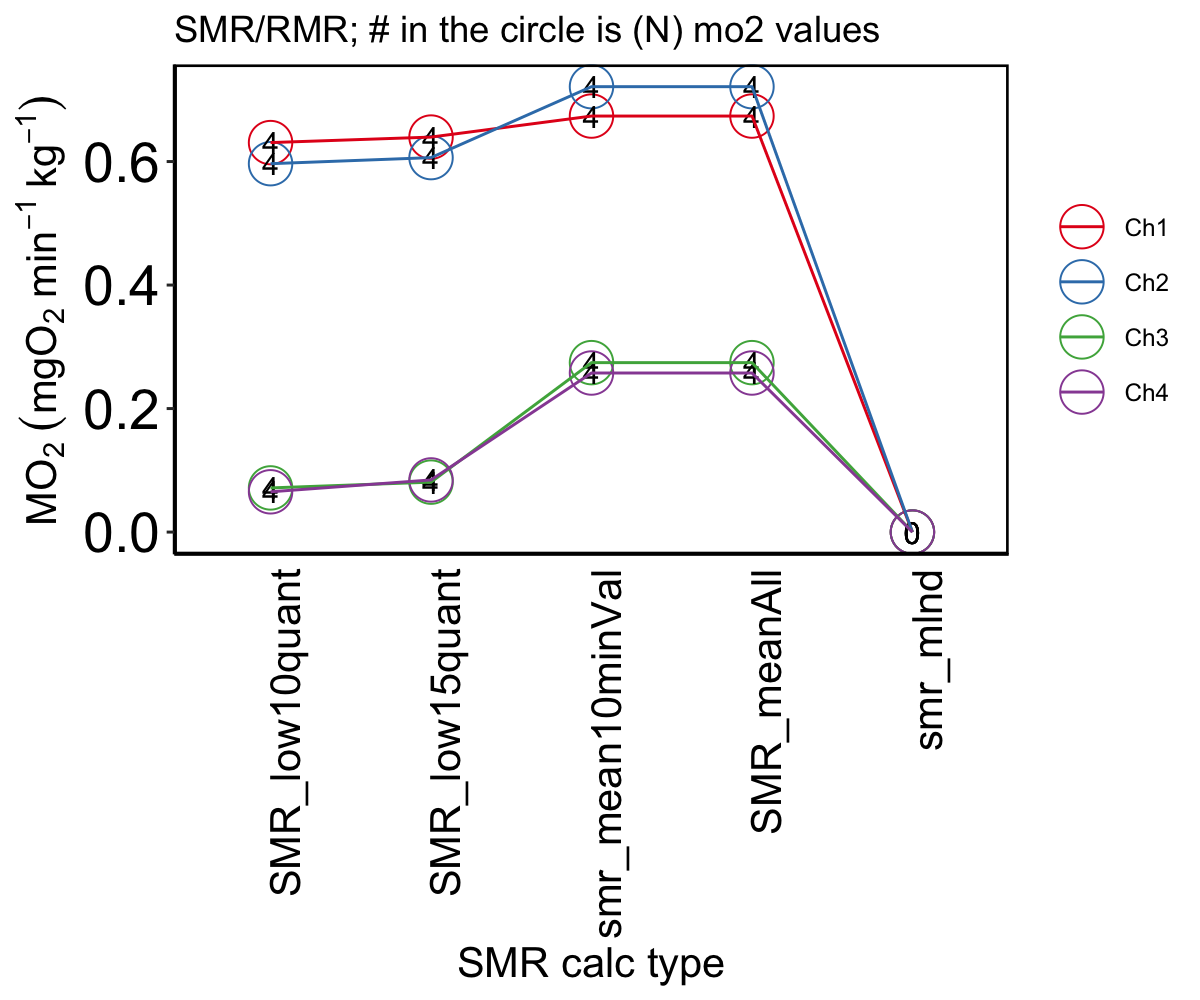 SMR/RMR; # in the circle is (N) mo2 values
MO₂ (mgO₂ min⁻¹ kg⁻¹)
0.6
0.4
0.2
0.0
4 4 4 4
4 4 4 4
4 4 4 4
4 4 4 4
0
Ch1
Ch2
Ch3
Ch4
SMR_low10quant
SMR_low15quant
smr_mean10minVal
SMR_meanAll
smr_mlnd
SMR calc type